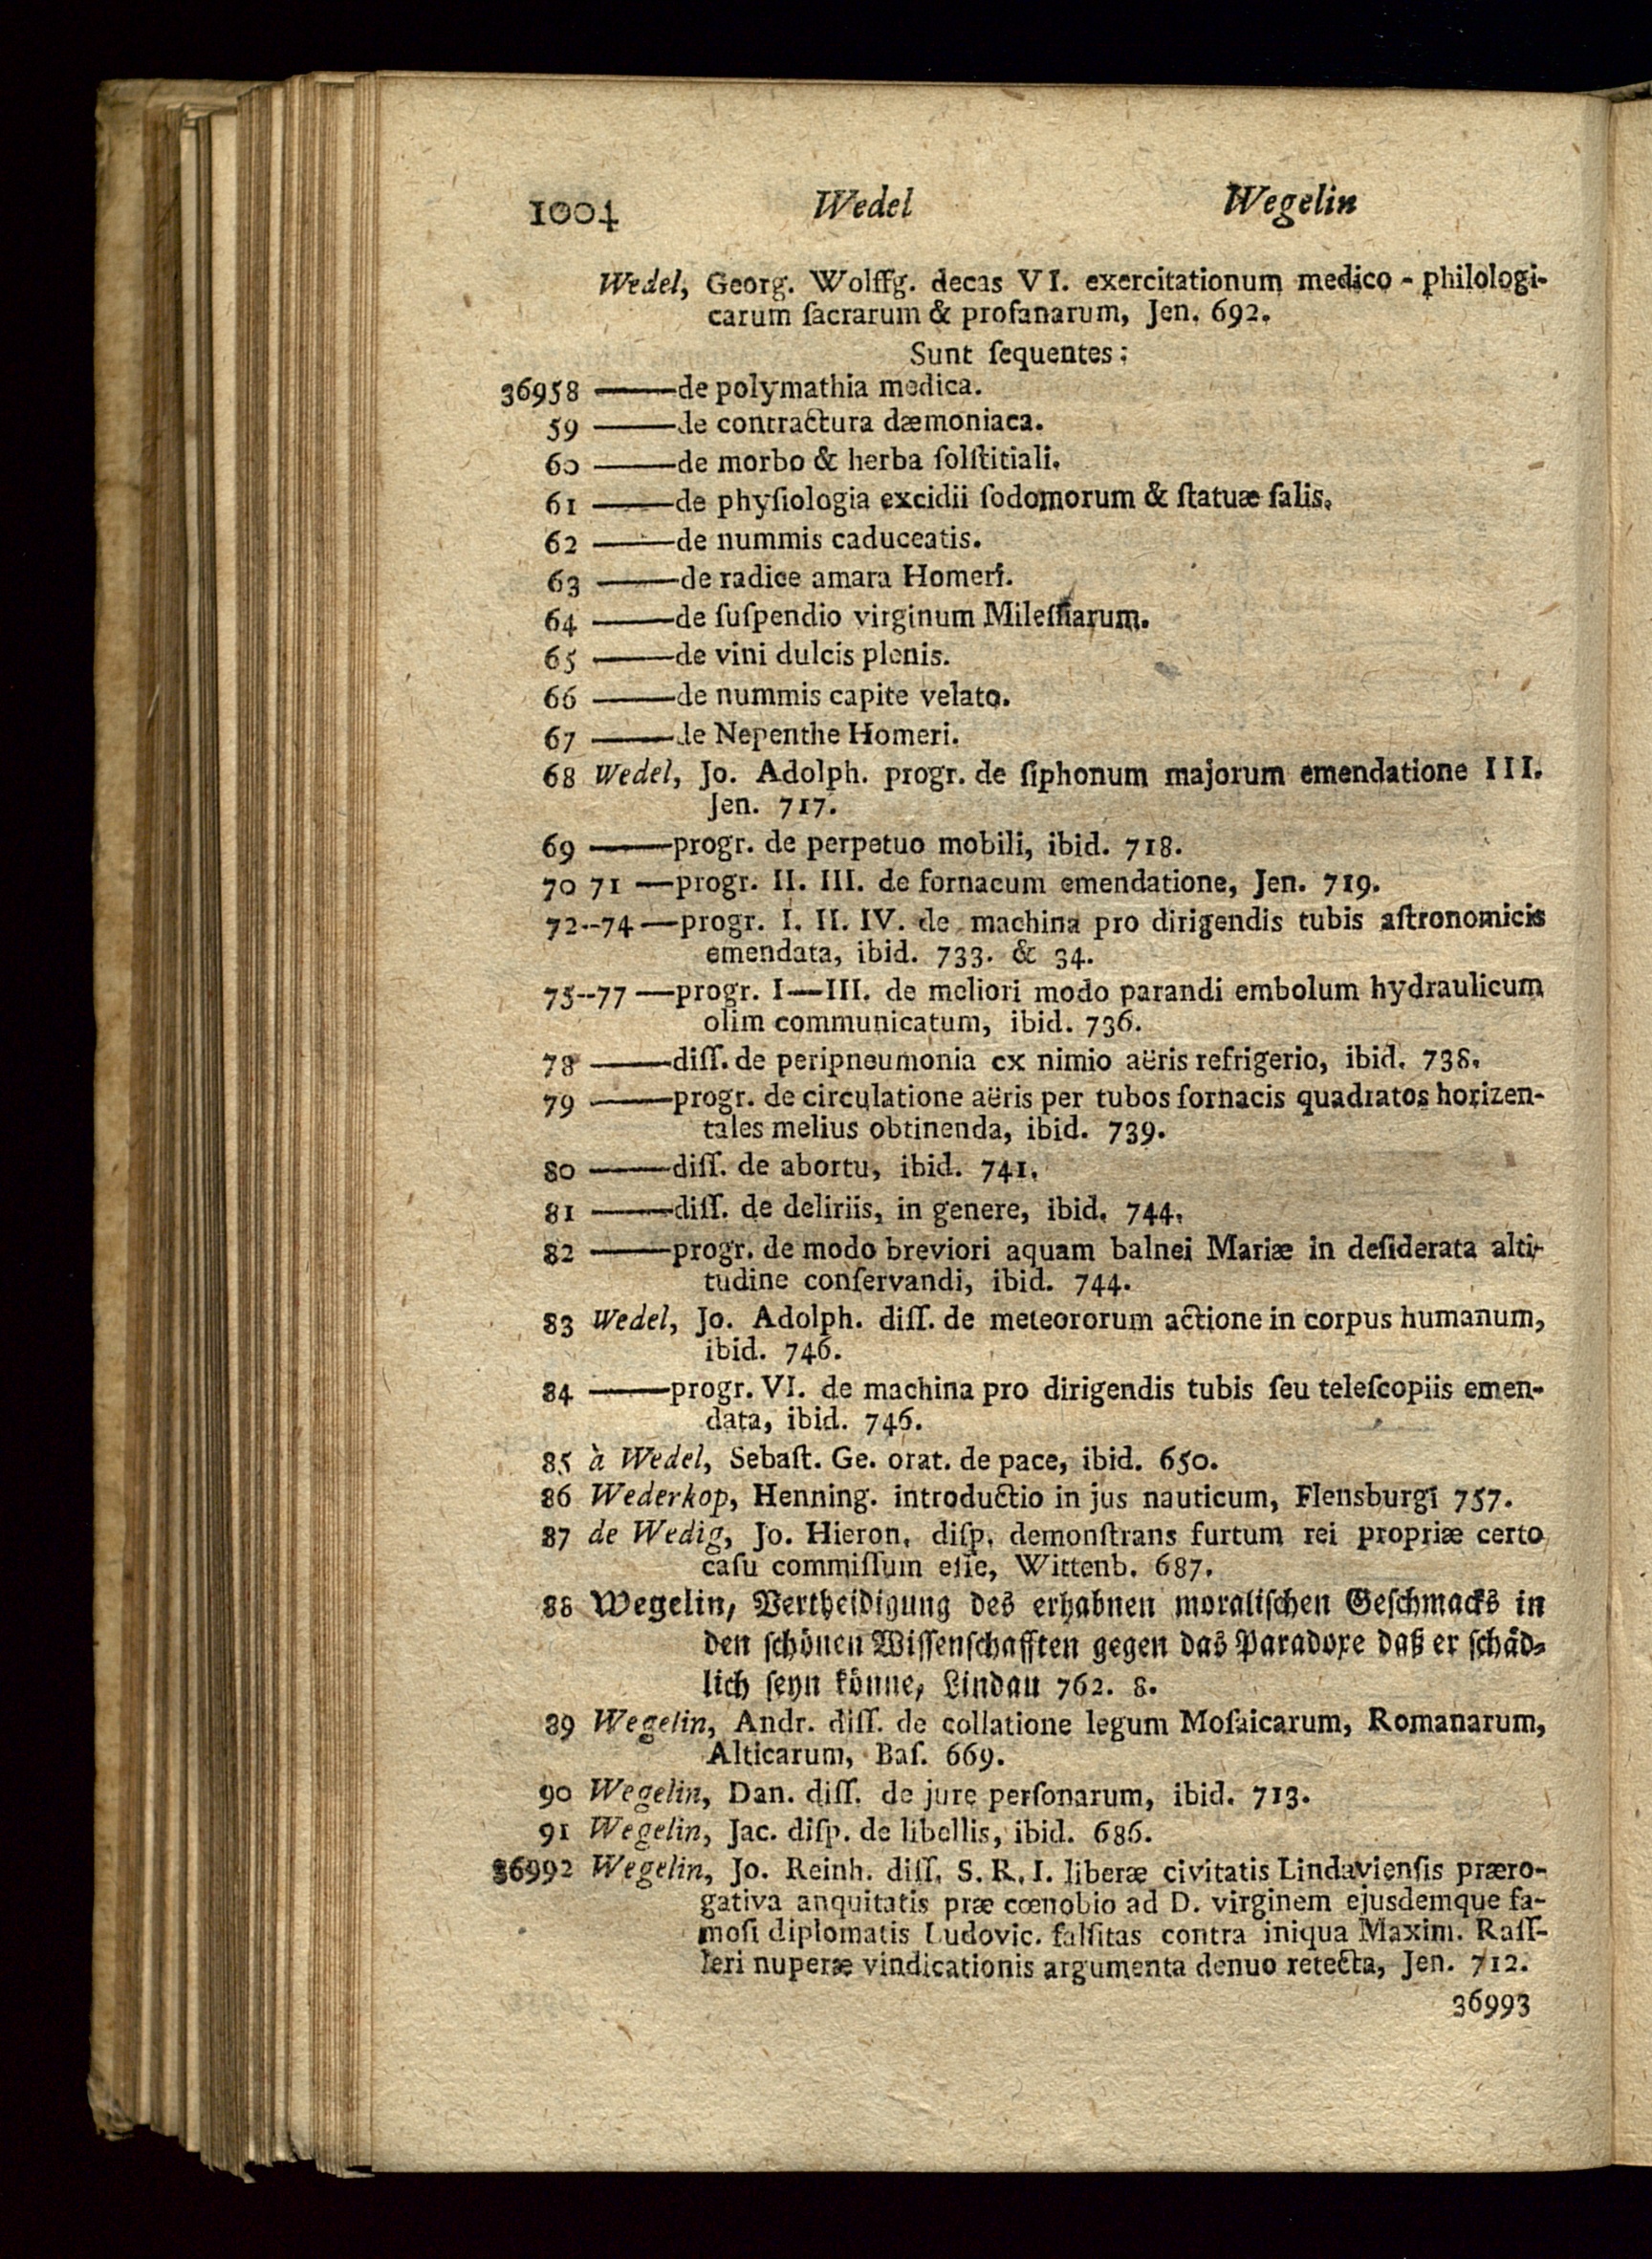 1004 Wedel Wegelin
Wedel, Georg. Wolffg. decas VI. exercitationum medico-philologi-
carum ſacrarum & profanarum, Jen. 692.
Sunt ſequentes:
36958 ——de polymathia medica.
59 ——de contractura dæmoniaca.
60 ——de morbo & herba ſolſtitiali.
61 ——de phyſiologia excidii ſodomorum & ſtatuæ ſalis.
62 ——de nummis caduceatis.
63 ——de radice amara Homeri.
64 ——de ſuſpendio virginum Mileſiarum.
65 ——de vini dulcis plenis.
66 ——de nummis capite velato.
67 ——de Nepenthe Homeri.
68 Wedel, Jo. Adolph. progr. de ſiphonum majorum emendatione III.
Jen. 717.
69 ——progr. de perpetuo mobili, ibid. 718.
70 71 —progr. II. III. de fornacum emendatione, Jen. 719.
72--74—progr. I. II. IV. de machina pro dirigendis tubis aſtronomicis
emendata, ibid. 733. & 34.
75--77—progr. I—III. de meliori modo parandi embolum hydraulicum
olim communicatum, ibid. 736.
78 ——diſſ. de peripneumonia ex nimio aëris refrigerio, ibid. 738.
79 ——progr. de circulatione aëris per tubos fornacis quadratos horizen-
tales melius obtinenda, ibid. 739.
80 ——diſſ. de abortu, ibid. 741.
81 ——diſſ. de deliriis, in genere, ibid. 744.
82 ——progr. de modo breviori aquam balnei Mariæ in deſiderata alti-
tudine conſervandi, ibid. 744.
83 Wedel, Jo. Adolph. diſſ. de meteororum actione in corpus humanum,
ibid. 746.
84 ——progr. VI. de machina pro dirigendis tubis ſeu teleſcopiis emen-
data, ibid. 746.
85 à Wedel, Sebaſt. Ge. orat. de pace, ibid. 650.
86 Wederkop, Henning. introductio in jus nauticum, Flensburgi 757.
87 de Wedig, Jo. Hieron. diſp. demonſtrans furtum rei propriæ certo
caſu commiſſum eſſe, Wittenb. 687.
88 Wegelin, Vertheidigung des erhabnen moraliſchen Geſchmacks in
den ſchönen Wiſſenſchafften gegen das Paradoxe daß er ſchäd-
lich ſeyn könne, Lindau 762. 8.
89 Wegelin, Andr. diſſ. de collatione legum Moſaicarum, Romanarum,
Alticarum, Baſ. 669.
90 Wegelin, Dan. diſſ. de jure perſonarum, ibid. 713.
91 Wegelin, Jac. diſp. de libellis, ibid. 686.
36992 Wegelin, Jo. Reinh. diſſ. S. R. I. liberæ civitatis Lindavienſis præro-
gativa anquitatis præ cœnobio ad D. virginem ejusdemque fa-
moſi diplomatis Ludovic. falſitas contra iniqua Maxim. Raſſ-
leri nuperæ vindicationis argumenta denuo retecta, Jen. 712.
36993